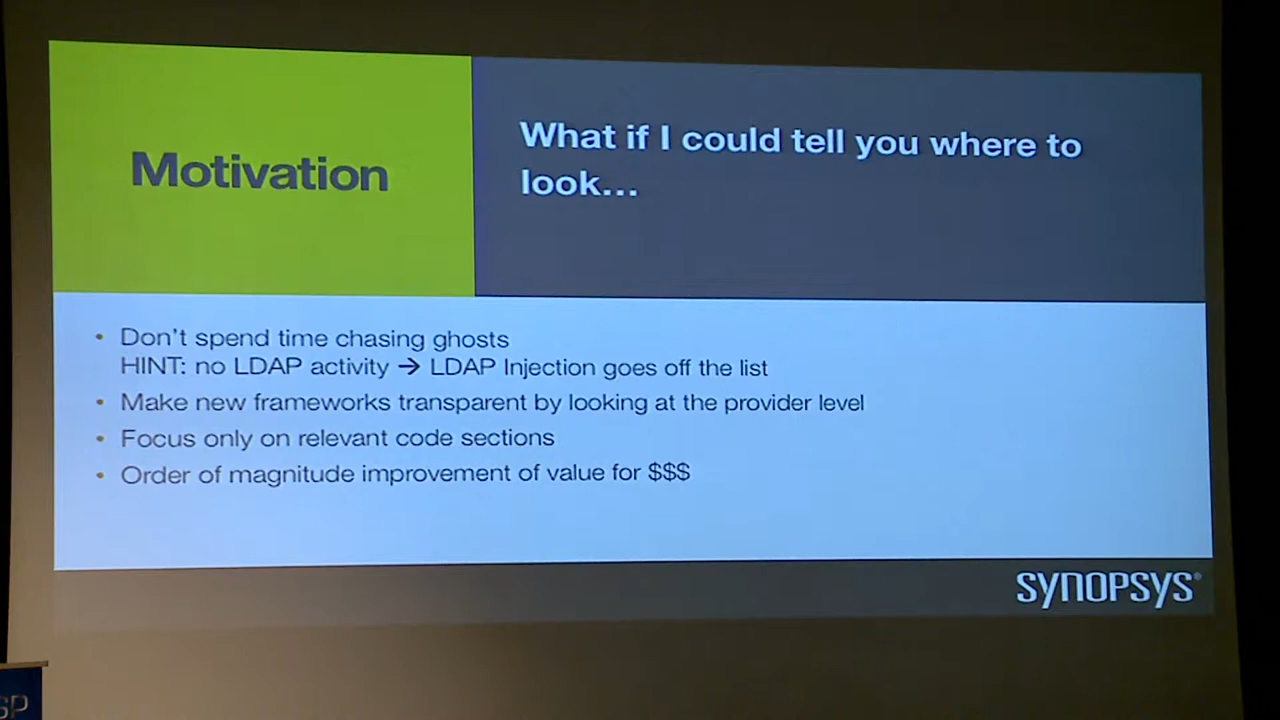 Motivation
What if I could tell you where to
look...
• Don't spend time chasing ghosts
HINT: no LDAP activity → LDAP Injection goes off the list
• Make new frameworks transparent by looking at the provider level
• Focus only on relevant code sections
• Order of magnitude improvement of value for $$$
SYNOPSYS®
SP